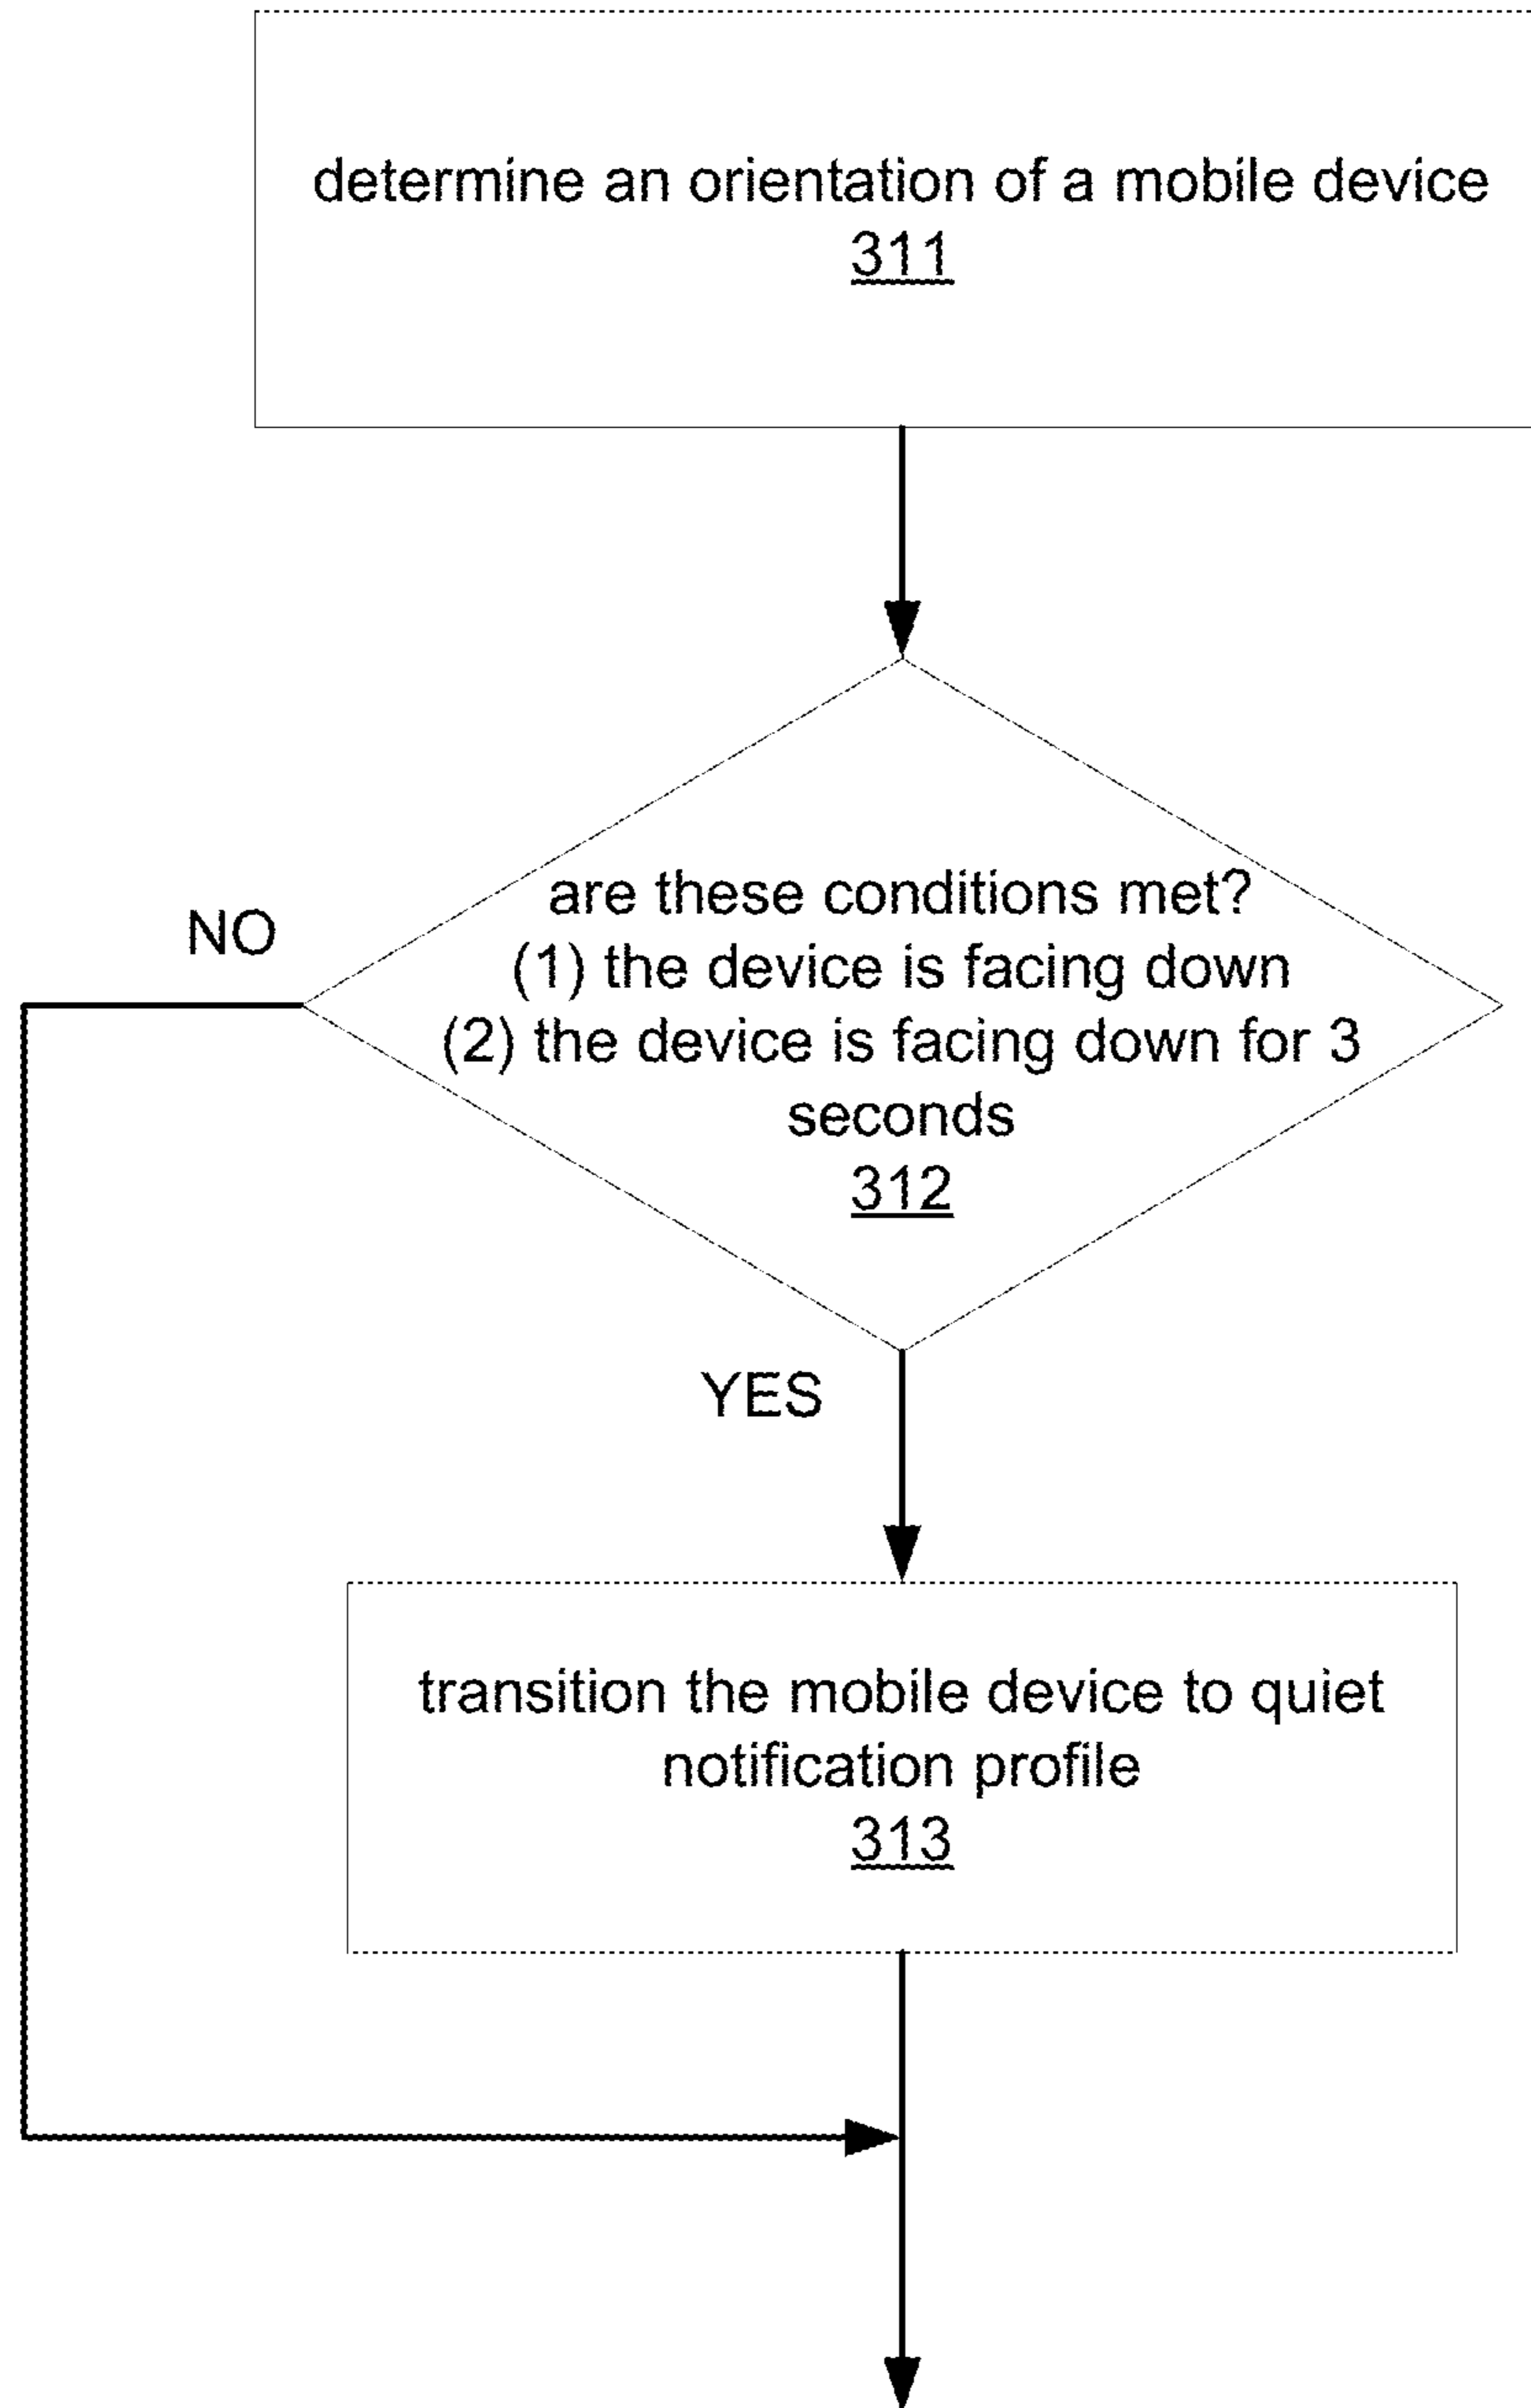 determine an orientation of a mobile device
311
are these conditions met?
(1) the device is facing down
NO
(2) the device is facing down for 3
seconds
312
YES
transition the mobile device to quiet
notification profile
313